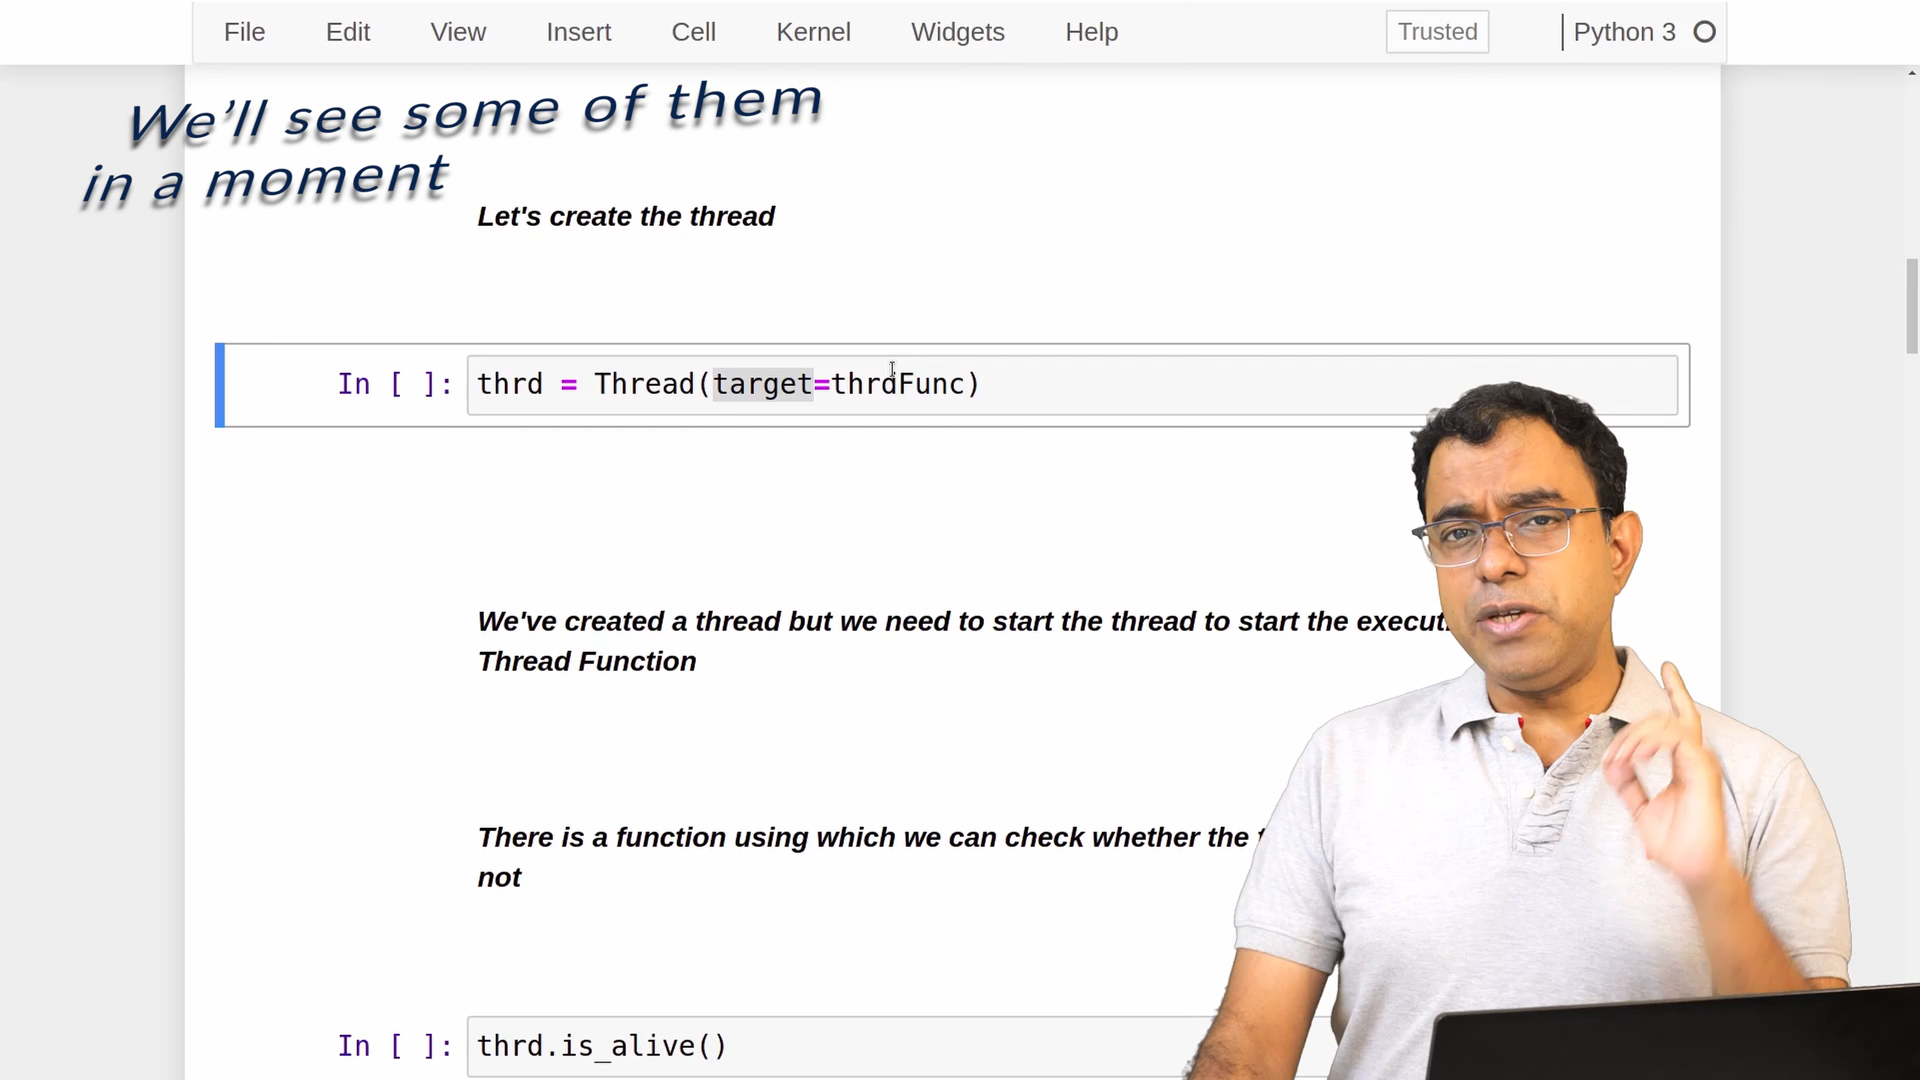 File Edit View Insert Cell Kernel Widgets Help Trusted Python 3
We'll see some of them
in a moment
Let's create the thread
In [ ]: thrd = Thread(target=thrdFunc)
We've created a thread but we need to start the thread to start the
Thread Function
There is a function using which we can check whether the
not
In [ ]: thrd.is_alive()